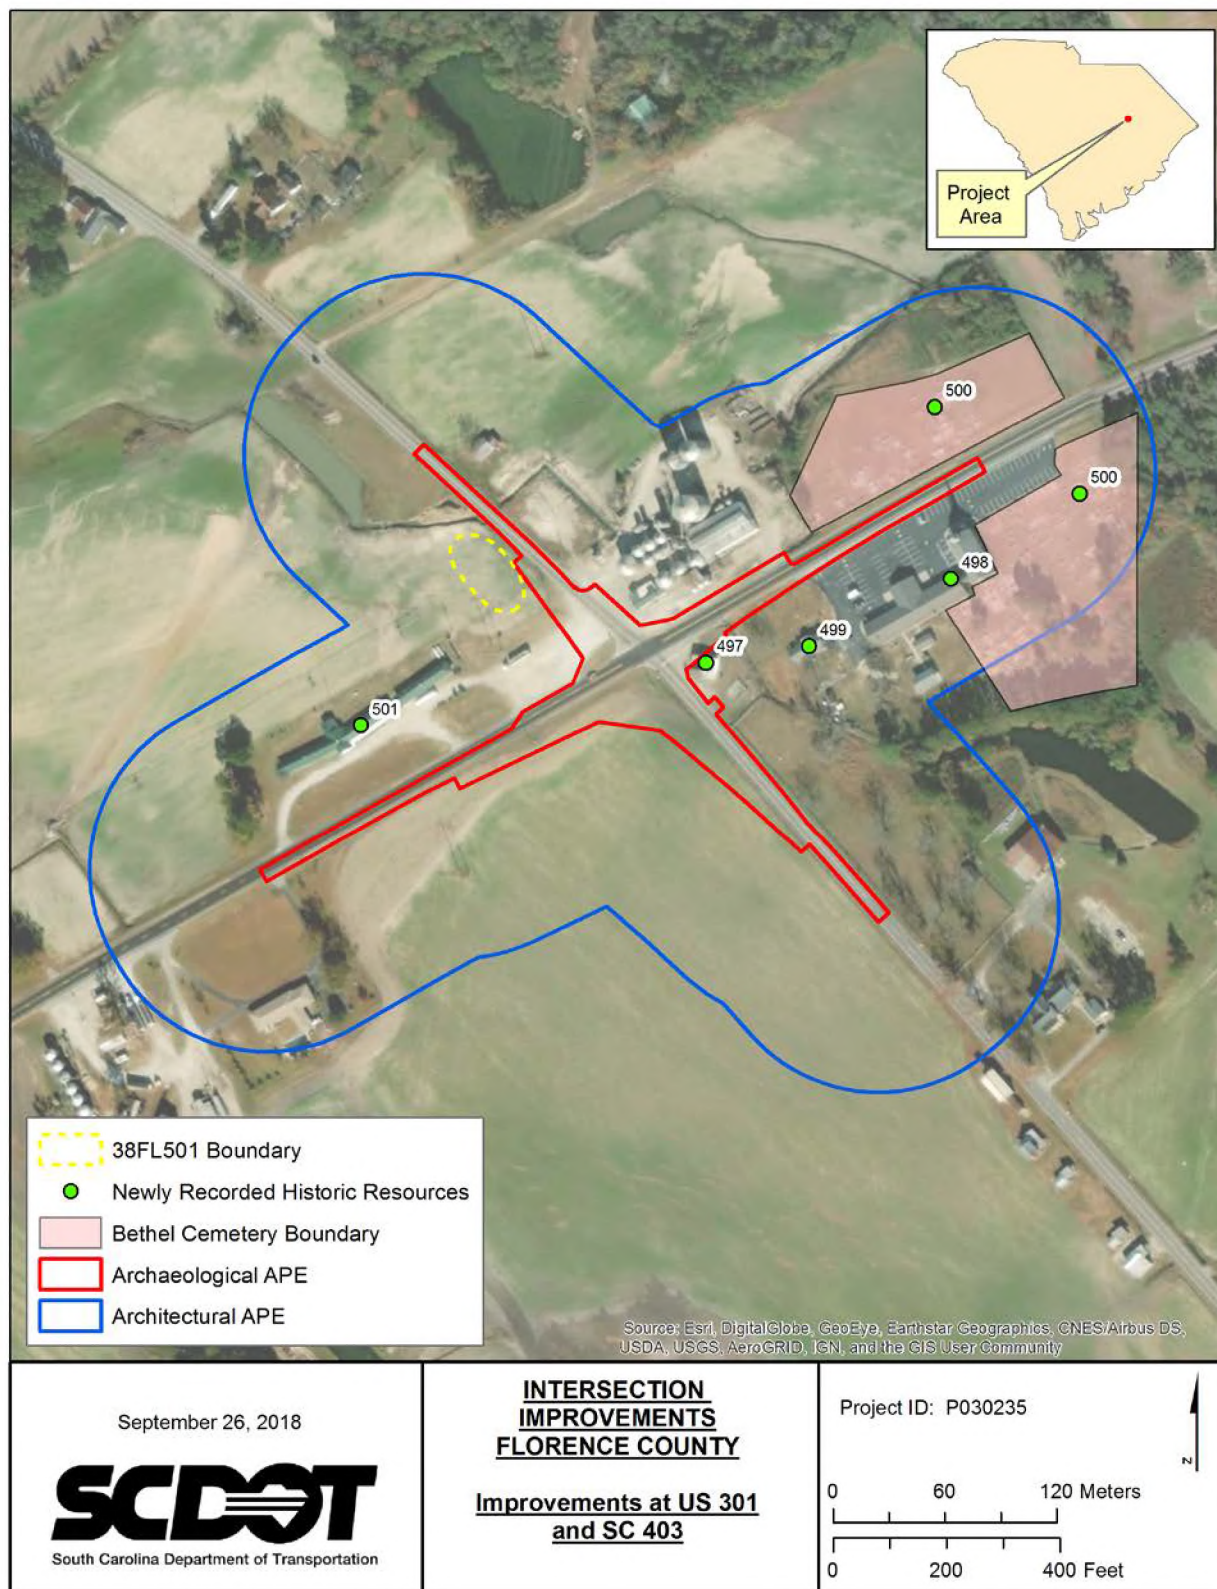 Project
Area
500
500
498
499
497
501
38FL501 Boundary
Newly Recorded Historic Resources
Bethel Cemetery Boundary
Archaeological APE
Architectural APE
Source: Esri, DigitalGlobe, GeoEye, Earthstar Geographics, CNES/Airbus DS,
USDA, USGS, AeroGRID, IGN, and the GIS User Community
September 26, 2018
SCDOT
South Carolina Department of Transportation
INTERSECTION
IMPROVEMENTS
FLORENCE COUNTY
Improvements at US 301
and SC 403
Project ID: P030235
N
0 60 120 Meters
0 200 400 Feet